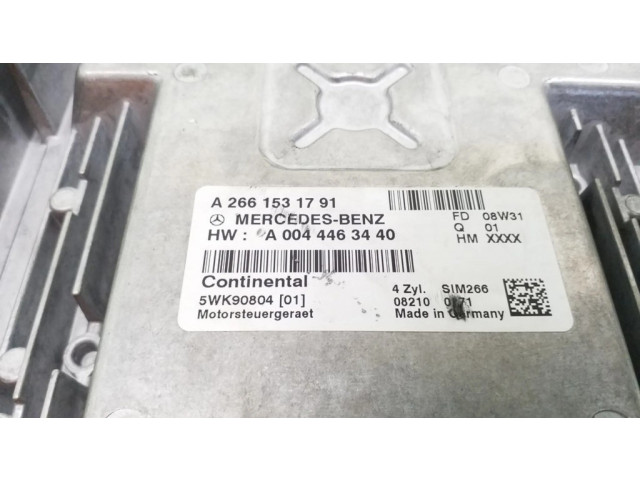 A 266 153 17 91
MERCEDES-BENZ
HW : A 004 446 34 40
FD 08W31
Q 01
HM XXXX
Continental
5WK90804 [01]
Motorsteuergeraet
4 Zyl. SIM266
08210
Made in Germany